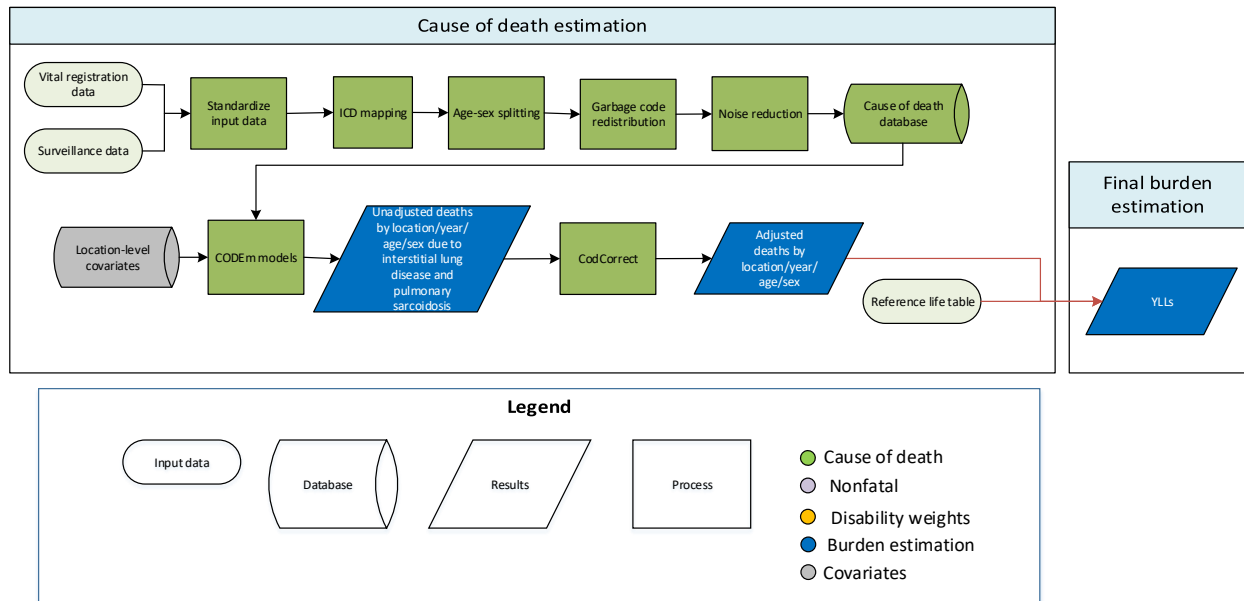 Cause of death estimation
Vital registration
data
Surveillance data
Standardize
input data
ICD mapping
Age-sex splitting
Garbage code
redistribution
Noise reduction
Cause of death
database
Location-level
covariates
CODEm models
Unadjusted deaths
by location/year/
age/sex due to
interstitial lung
disease and
pulmonary
sarcoidosis
CodCorrect
Adjusted
deaths by
location/year/
age/sex
Reference life table
Final burden
estimation
YLLs
Legend
Input data
Database
Results
Process
Cause of death
Nonfatal
Disability weights
Burden estimation
Covariates